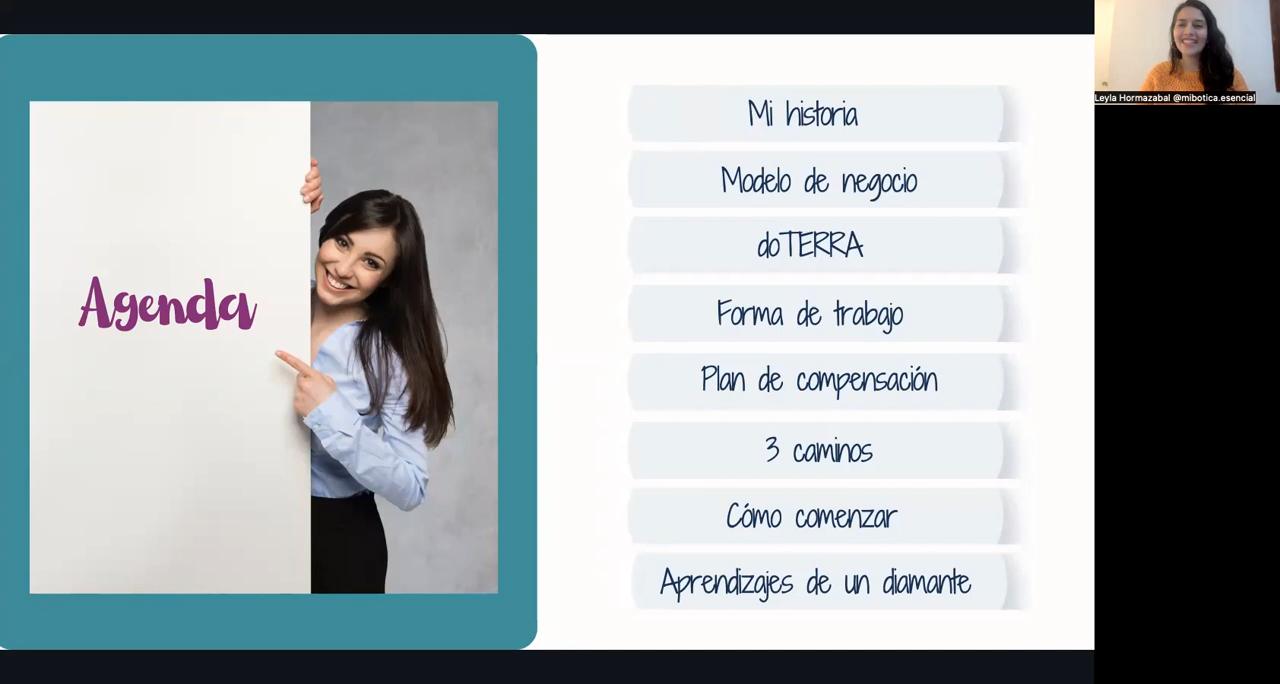 Agenda
Mi historia
Modelo de negocio
doTERRA
Forma de trabajo
Plan de compensación
3 caminos
Cómo comenzar
Aprendizajes de un diamante
Leyla Hormazabal @mibotica.esencial